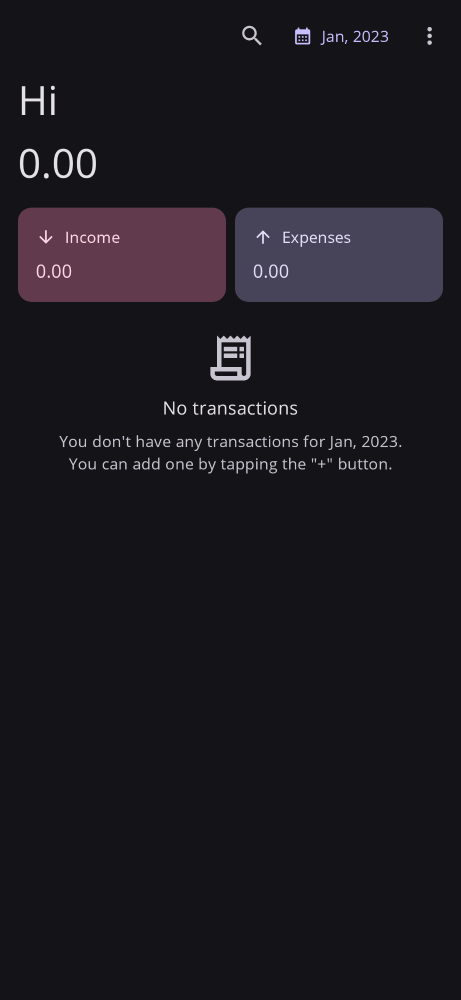 Jan, 2023
Hi
0.00
Income
0.00
Expenses
0.00
No transactions
You don't have any transactions for Jan, 2023.
You can add one by tapping the "+" button.